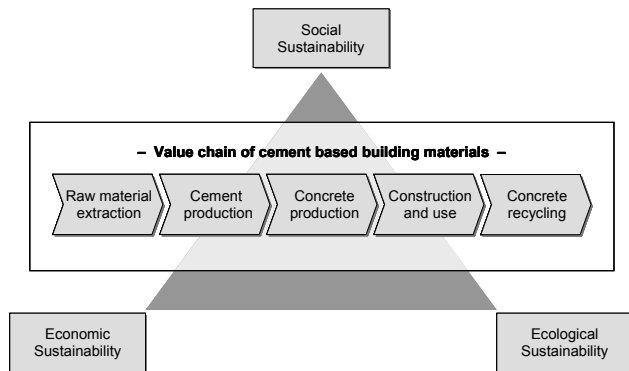 Social
Sustainability
– Value chain of cement based building materials –
Raw material
extraction
Cement
production
Concrete
production
Construction
and use
Concrete
recycling
Economic
Sustainability
Ecological
Sustainability